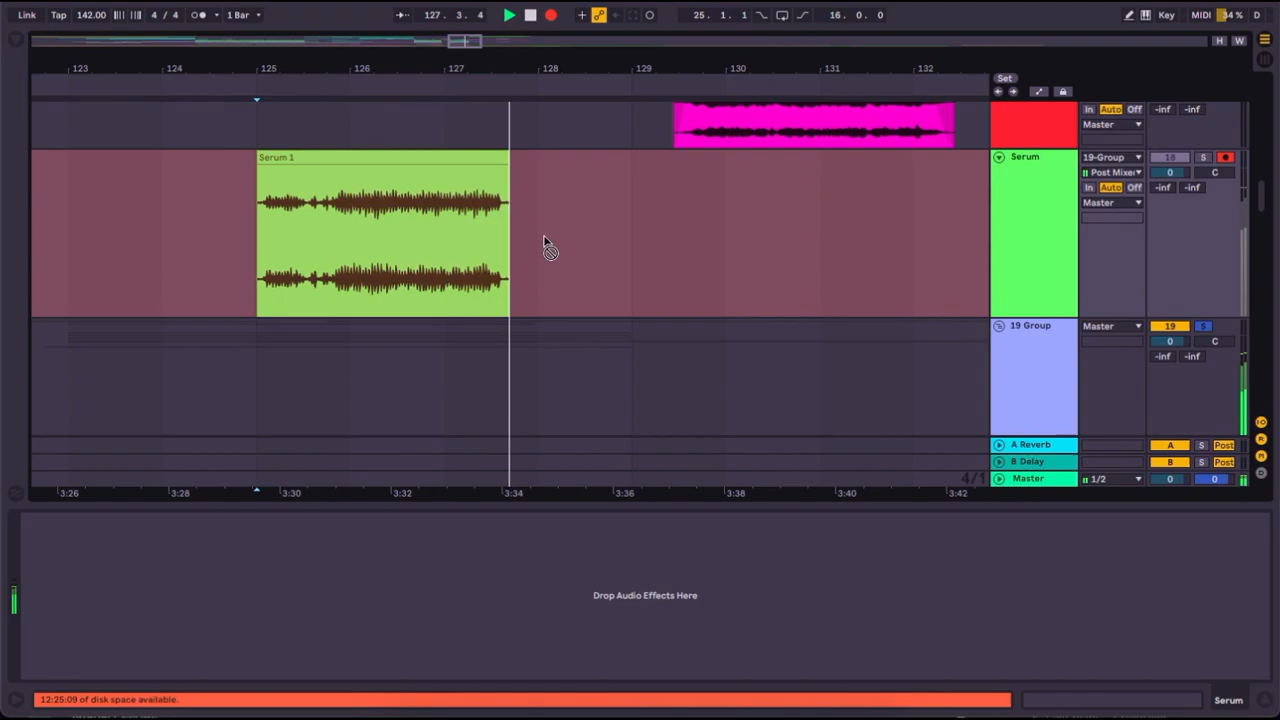 Link Tap 142.00 4 / 4 1 Bar 127. 3. 4 25. 1. 1 16. 0. 0 Key MIDI 34 % D
H W
123 124 125 126 127 128 129 130 131 132
Set
In Auto Off -inf -inf
Master
Serum 1
Serum 19-Group 18 S
Post Mixer 0 C
In Auto Off -inf -inf
Master
19 Group Master 19 S
0 C
-inf -inf
A Reverb A S Post
B Delay B S Post
4/1 Master 1/2 0 0
3:26 3:28 3:30 3:32 3:34 3:36 3:38 3:40 3:42
Drop Audio Effects Here
12:25:09 of disk space available. Serum